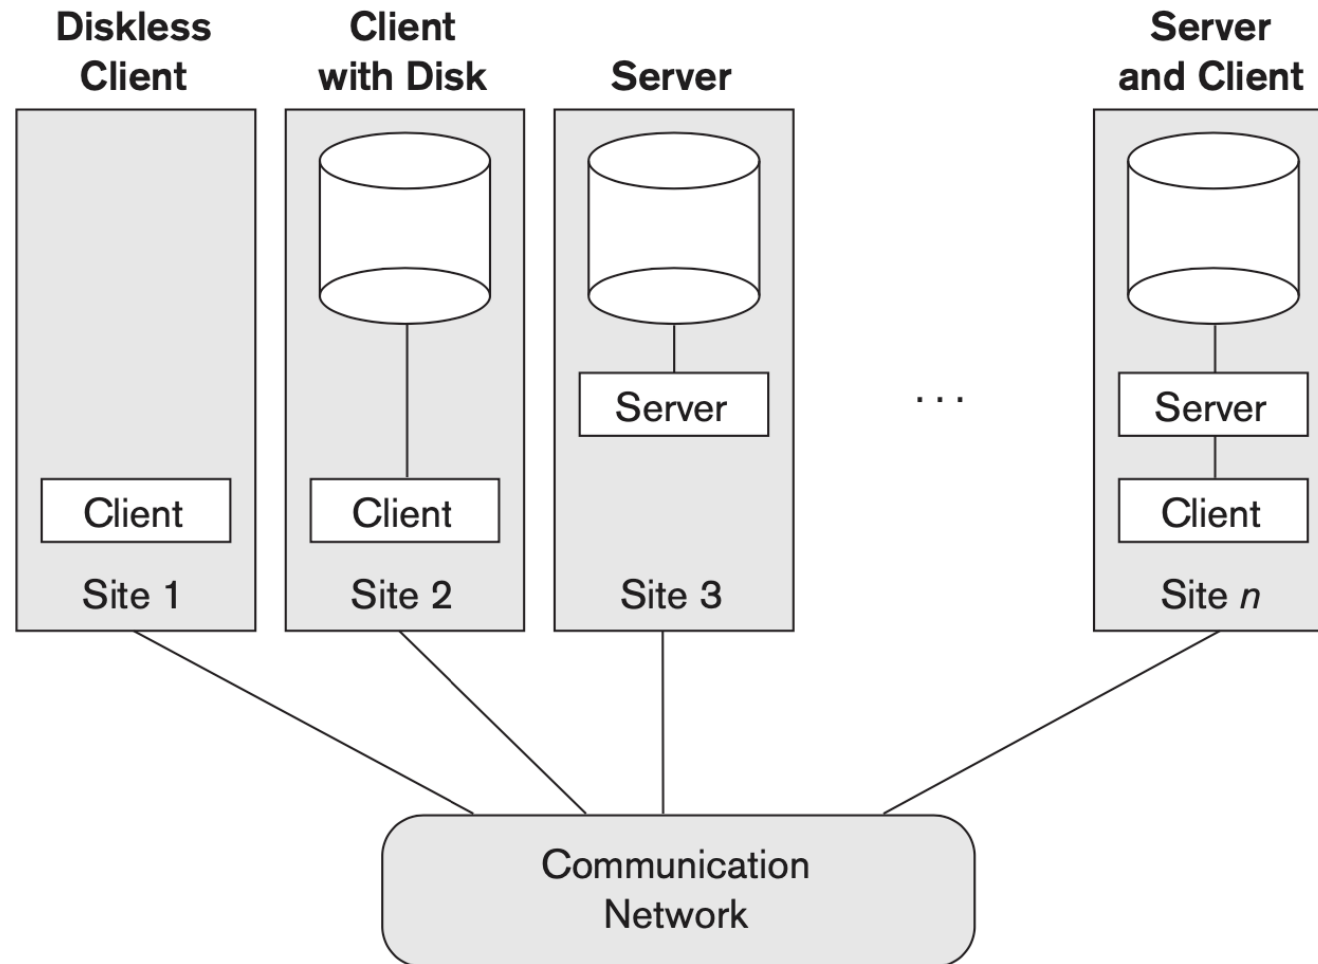 Diskless
Client
Client
with Disk
Server
Server
and Client
Server
. . .
Server
Client
Client
Client
Site 1
Site 2
Site 3
Site n
Communication
Network